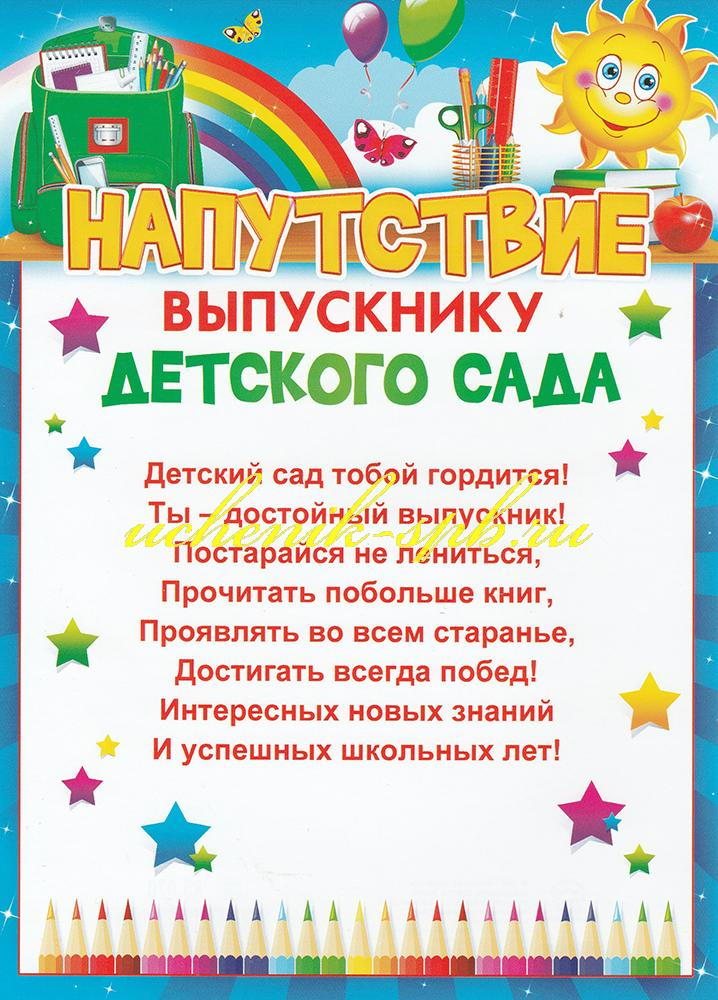 НАПУТСТВИЕ
ВЫПУСКНИКУ
ДЕТСКОГО САДА
Детский сад тобой гордится!
Ты – достойный выпускник!
uchenik-spb.ru
Постарайся не лениться,
Прочитать побольше книг,
Проявлять во всем старанье,
Достигать всегда побед!
Интересных новых знаний
И успешных школьных лет!